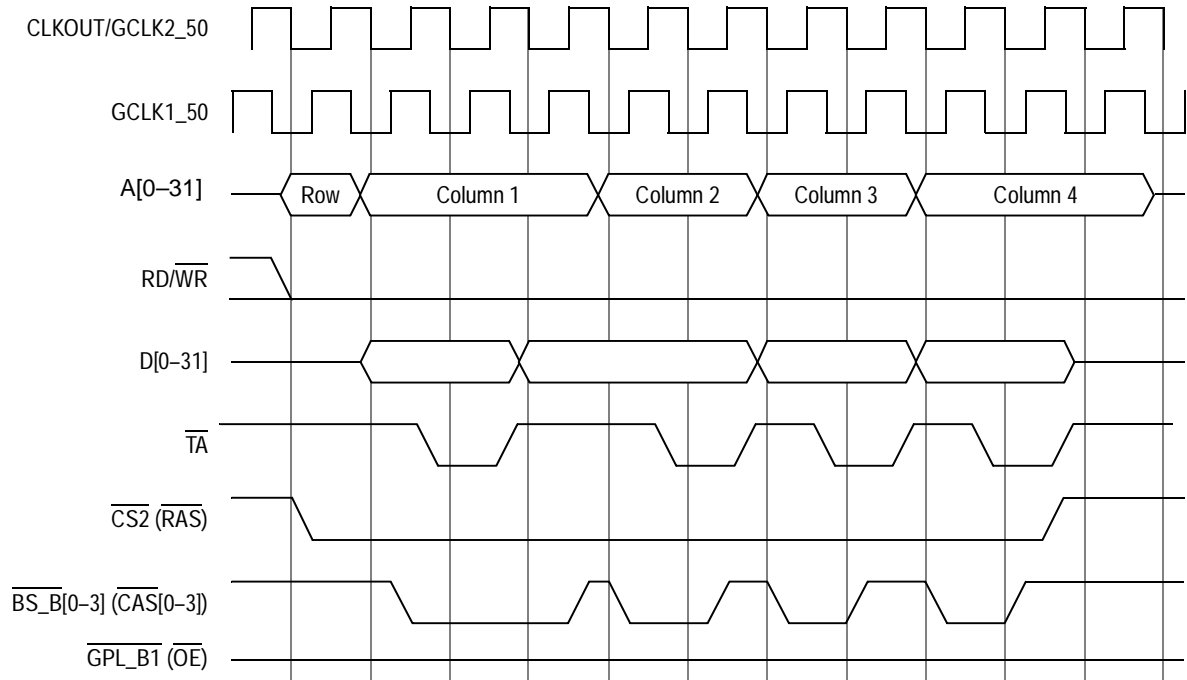 CLKOUT/GCLK2_50
GCLK1_50
A[0–31]
Row
Column 1
Column 2
Column 3
Column 4
RD/WR
D[0–31]
TA
CS2 (RAS)
BS_B[0–3] (CAS[0–3])
GPL_B1 (OE)